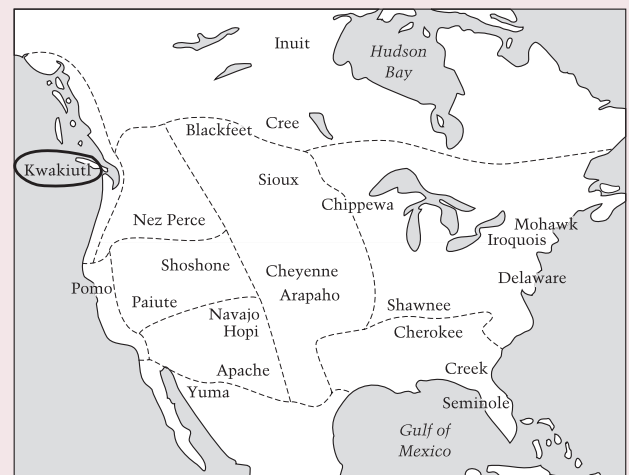 Inuit
Hudson
Bay
Blackfeet
Cree
Kwakiutl
Sioux
Chippewa
Nez Perce
Mohawk
Iroquois
Shoshone
Cheyenne
Delaware
Pomo
Paiute
Arapaho
Navajo
Shawnee
Hopi
Cherokee
Apache
Creek
Yuma
Seminole
Gulf of
Mexico